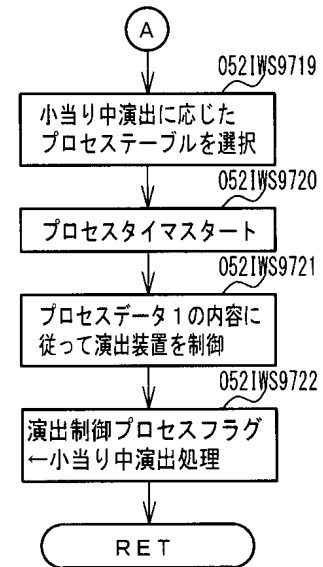 A
052IWS9719
小当り中演出に応じた
プロセステーブルを選択
052IWS9720
プロセスタイマスタート
052IWS9721
プロセスデータ1の内容に
従って演出装置を制御
052IWS9722
演出制御プロセスフラグ
←小当り中演出処理
RET